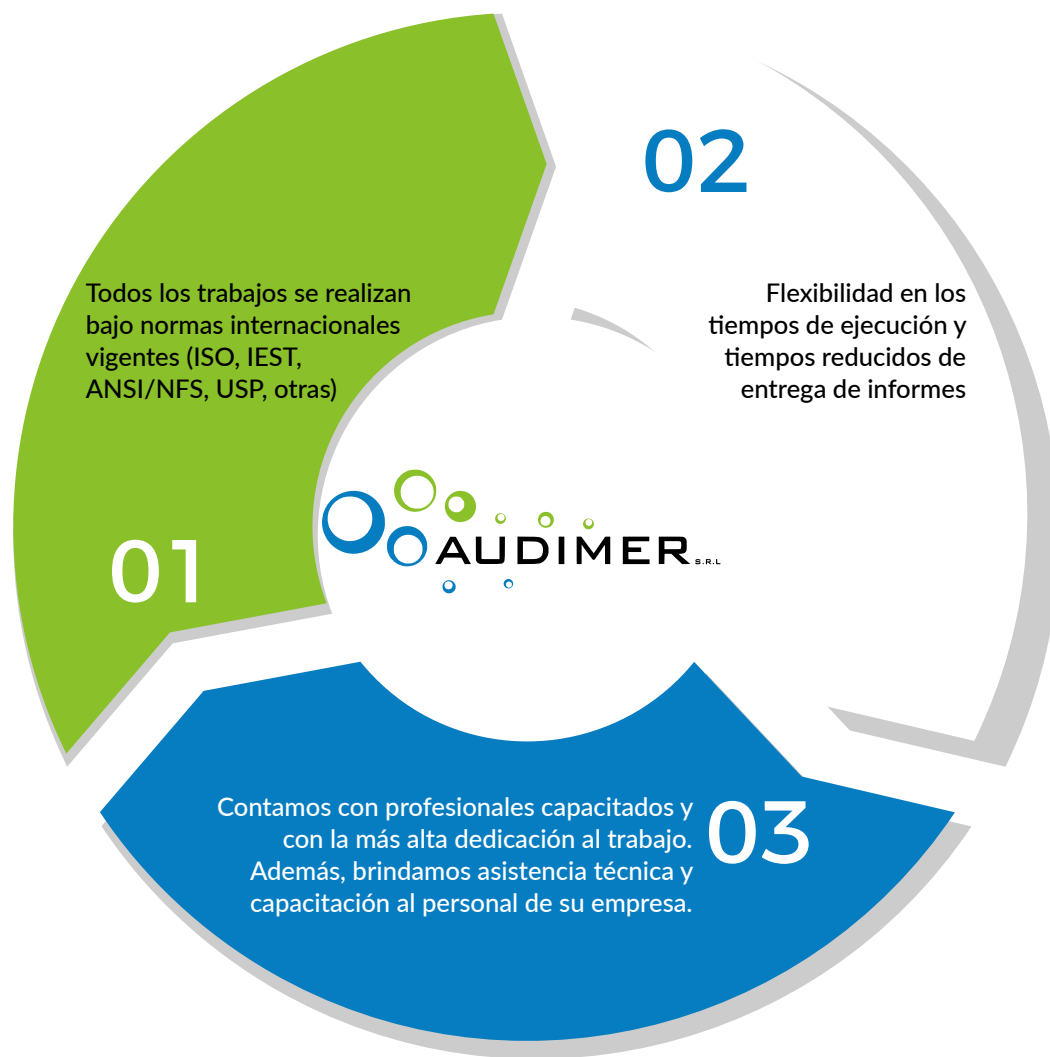 Todos los trabajos se realizan
bajo normas internacionales
vigentes (ISO, IEST,
ANSI/NFS, USP, otras)
01
02
Flexibilidad en los
tiempos de ejecución y
tiempos reducidos de
entrega de informes
AUDIMER S.R.L
Contamos con profesionales capacitados y
con la más alta dedicación al trabajo.
Además, brindamos asistencia técnica y
capacitación al personal de su empresa.
03